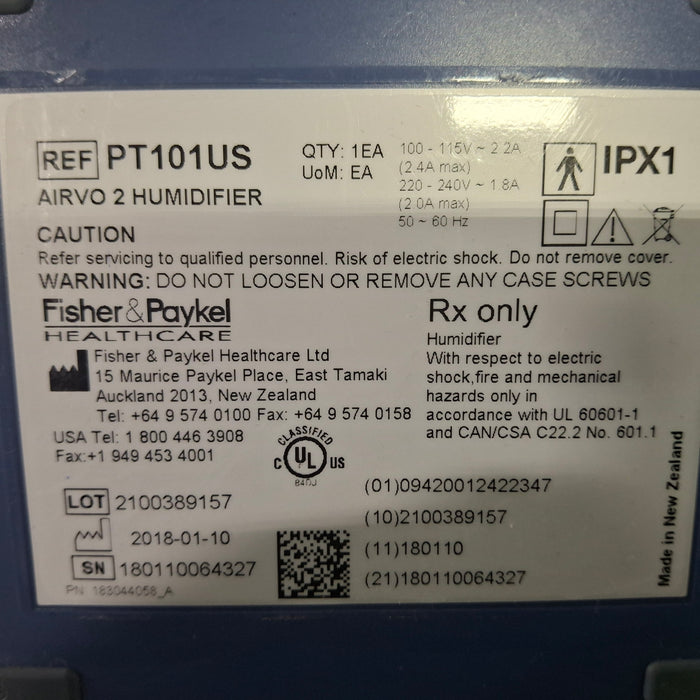 REF PT101US
AIRVO 2 HUMIDIFIER
QTY: 1EA
UoM: EA
100 - 115V ~ 2.2A
(2.4A max)
220 - 240V ~ 1.8A
(2.0A max)
50 ~ 60 Hz
IPX1
CAUTION
Refer servicing to qualified personnel. Risk of electric shock. Do not remove cover.
WARNING: DO NOT LOOSEN OR REMOVE ANY CASE SCREWS
Fisher&Paykel
HEALTHCARE
Fisher & Paykel Healthcare Ltd
15 Maurice Paykel Place, East Tamaki
Auckland 2013, New Zealand
Tel: +64 9 574 0100 Fax: +64 9 574 0158
USA Tel: 1 800 446 3908
Fax:+1 949 453 4001
Rx only
Humidifier
With respect to electric
shock,fire and mechanical
hazards only in
accordance with UL 60601-1
and CAN/CSA C22.2 No. 601.1
CLASSIFIED
C UL US
84DJ
LOT 2100389157
2018-01-10
SN 180110064327
PN 183044058_A
(01)09420012422347
(10)2100389157
(11)180110
(21)180110064327
Made in New Zealand